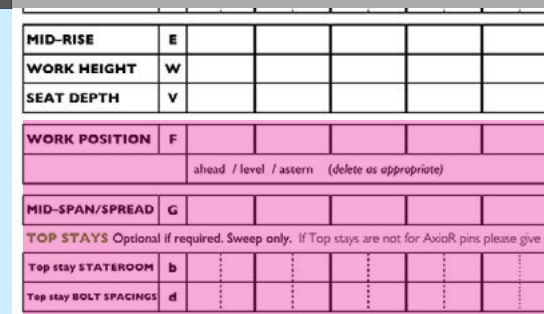 MID–RISE E
WORK HEIGHT W
SEAT DEPTH V
WORK POSITION F
ahead / level / astern (delete as appropriate)
MID–SPAN/SPREAD G
TOP STAYS Optional if required. Sweep only. If Top stays are not for AxioR pins please give
Top stay STATEROOM b
Top stay BOLT SPACINGS d